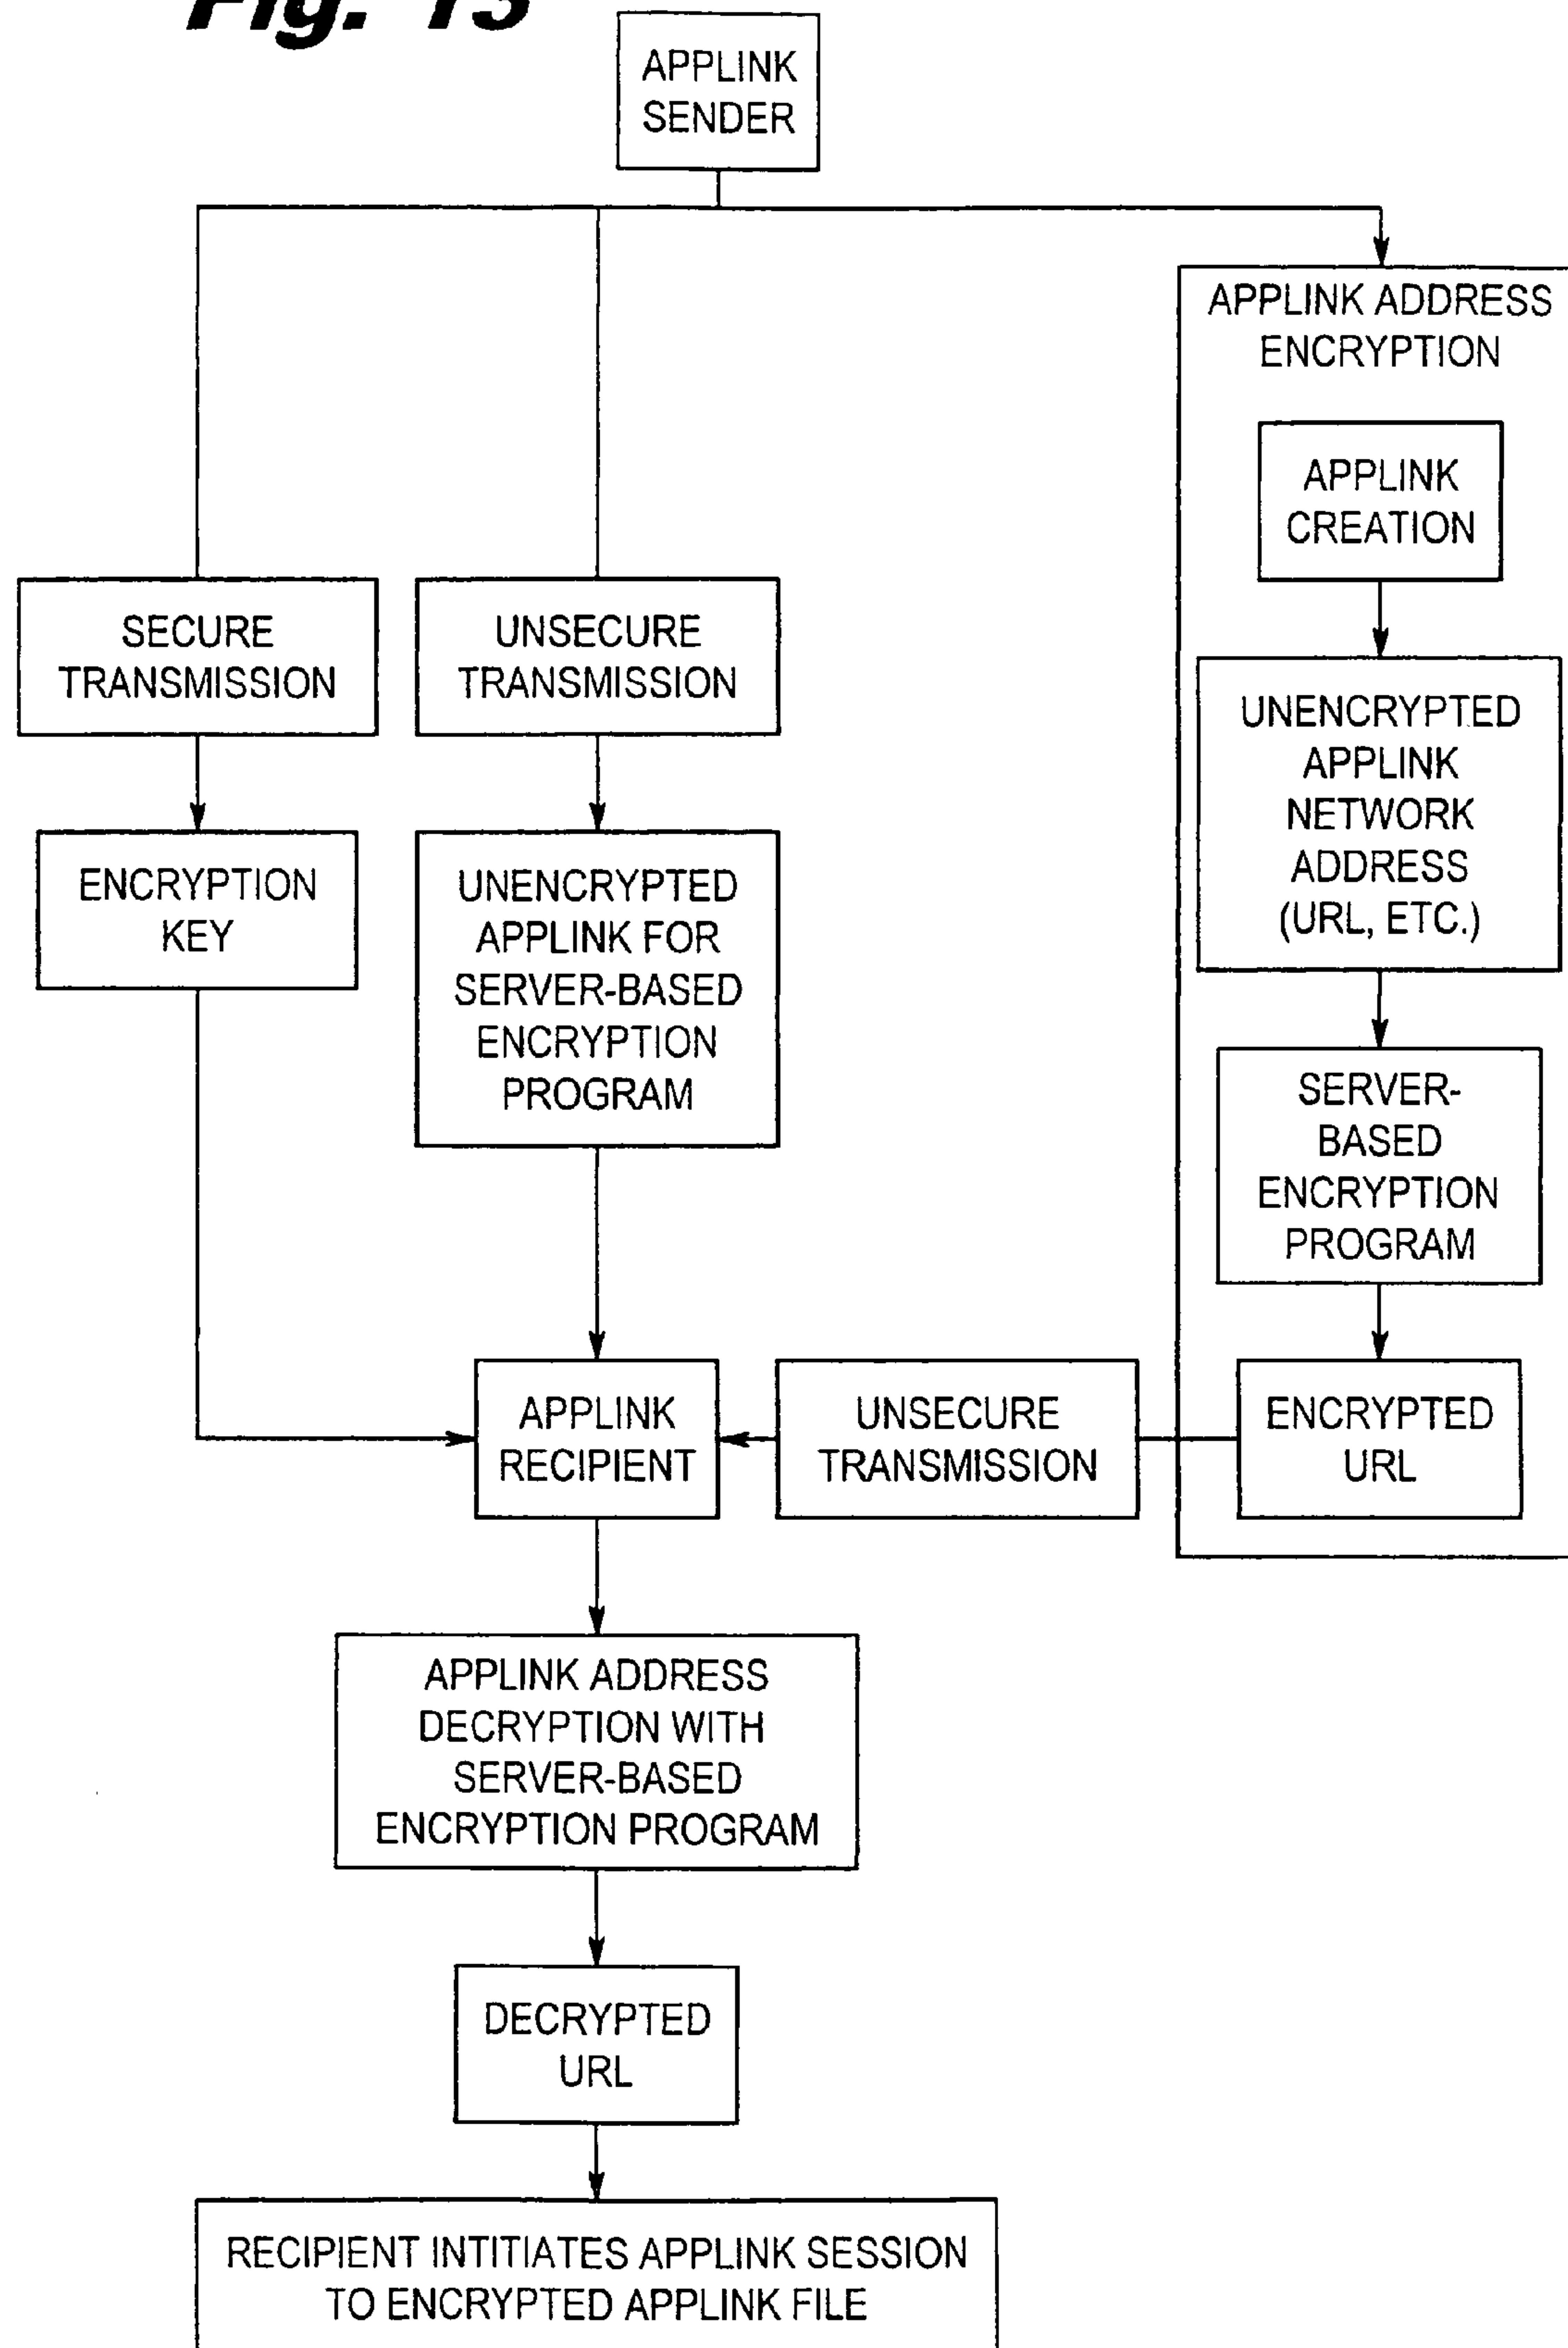 Fig. 13
APPLINK
SENDER
APPLINK ADDRESS
ENCRYPTION
APPLINK
CREATION
SECURE
TRANSMISSION
UNSECURE
TRANSMISSION
UNENCRYPTED
APPLINK
NETWORK
ADDRESS
(URL, ETC.)
ENCRYPTION
KEY
UNENCRYPTED
APPLINK FOR
SERVER-BASED
ENCRYPTION
PROGRAM
SERVER-
BASED
ENCRYPTION
PROGRAM
APPLINK
RECIPIENT
UNSECURE
TRANSMISSION
ENCRYPTED
URL
APPLINK ADDRESS
DECRYPTION WITH
SERVER-BASED
ENCRYPTION PROGRAM
DECRYPTED
URL
RECIPIENT INTITIATES APPLINK SESSION
TO ENCRYPTED APPLINK FILE